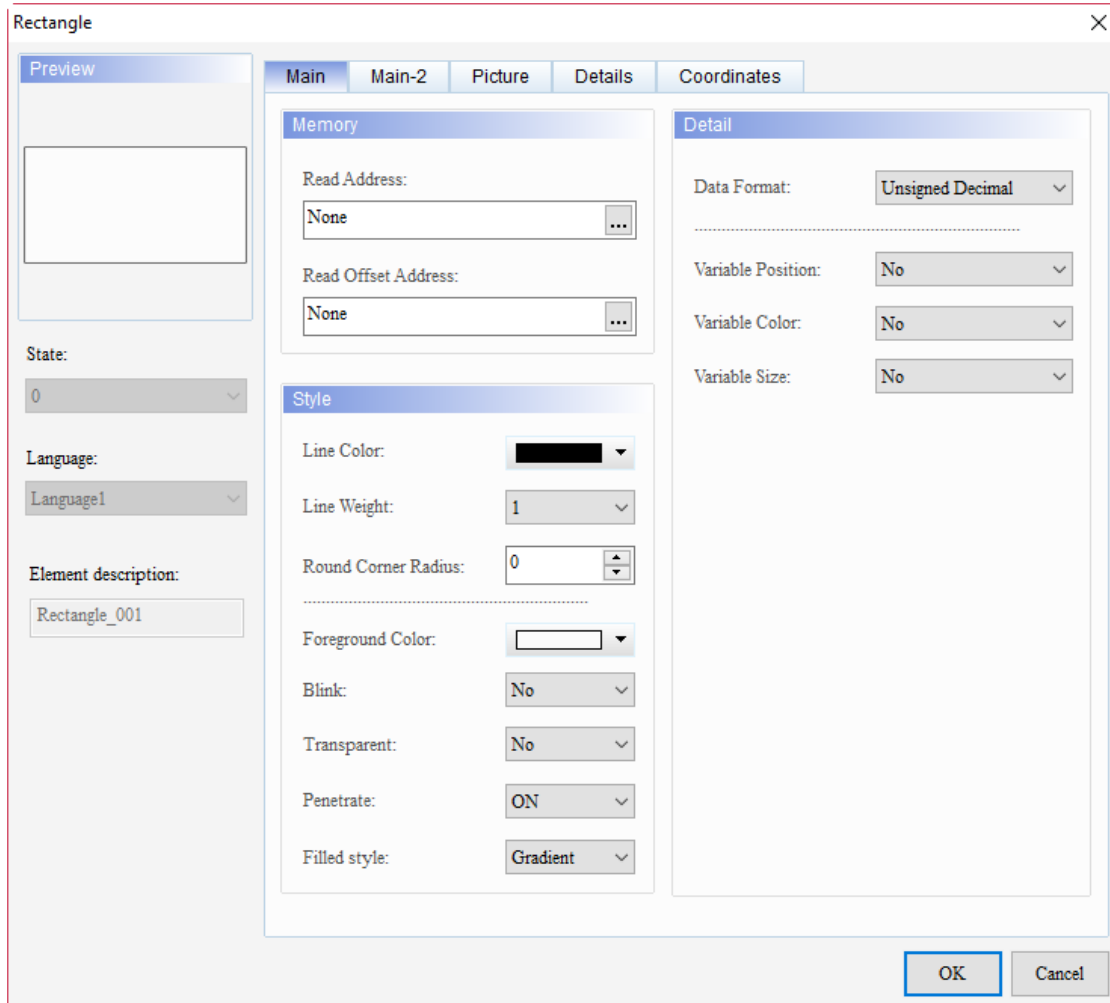 Rectangle
Preview
State:
0
Language:
Language1
Element description:
Rectangle_001
Main Main-2 Picture Details Coordinates
Memory
Read Address:
None
...
Read Offset Address:
None
...
Style
Line Color:
Line Weight: 1
Round Corner Radius: 0
Foreground Color:
Blink: No
Transparent: No
Penetrate: ON
Filled style: Gradient
Detail
Data Format: Unsigned Decimal
Variable Position: No
Variable Color: No
Variable Size: No
OK Cancel